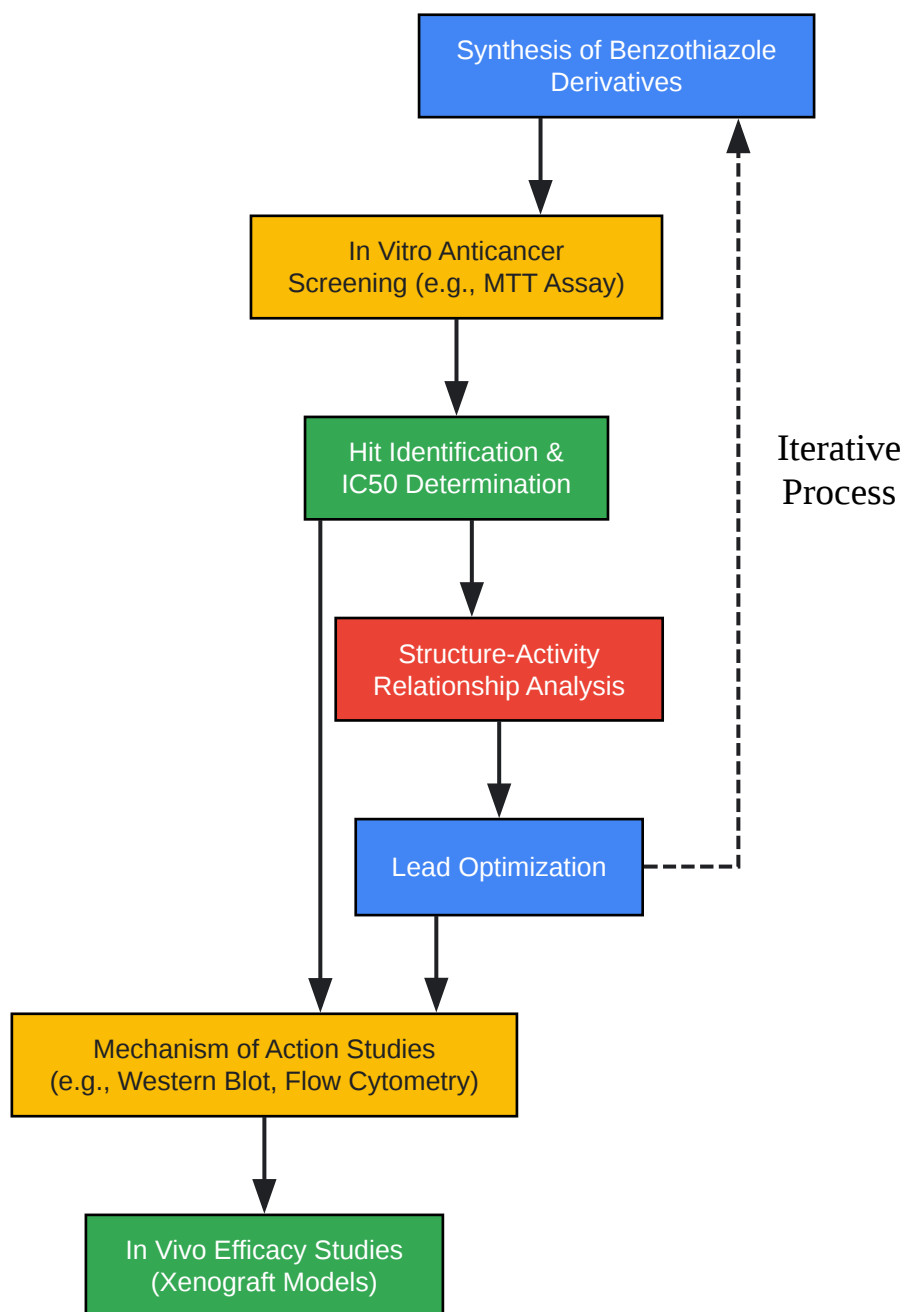 Synthesis of Benzothiazole
Derivatives
In Vitro Anticancer
Screening (e.g., MTT Assay)
Hit Identification &
IC50 Determination
Iterative
Process
Structure-Activity
Relationship Analysis
Lead Optimization
Mechanism of Action Studies
(e.g., Western Blot, Flow Cytometry)
In Vivo Efficacy Studies
(Xenograft Models)